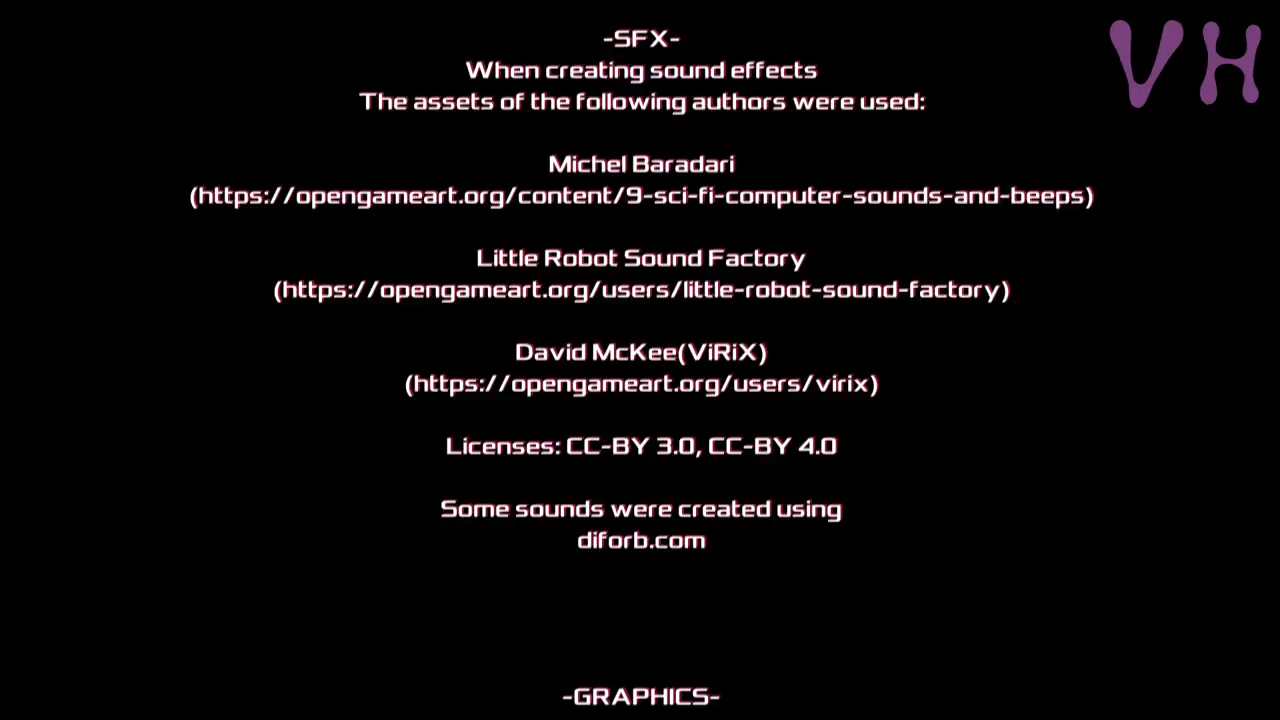 VH
-SFX-
When creating sound effects
The assets of the following authors were used:
Michel Baradari
(https://opengameart.org/content/9-sci-fi-computer-sounds-and-beeps)
Little Robot Sound Factory
(https://opengameart.org/users/little-robot-sound-factory)
David McKee(ViRiX)
(https://opengameart.org/users/virix)
Licenses: CC-BY 3.0, CC-BY 4.0
Some sounds were created using
diforb.com
-GRAPHICS-